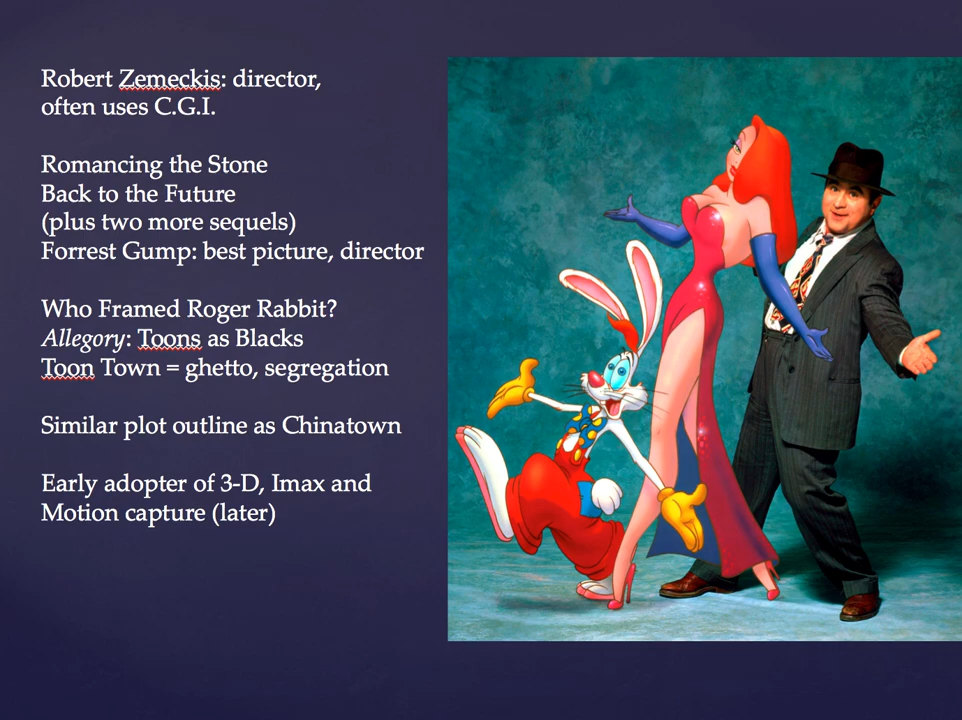 Robert Zemeckis: director,
often uses C.G.I.
Romancing the Stone
Back to the Future
(plus two more sequels)
Forrest Gump: best picture, director
Who Framed Roger Rabbit?
Allegory: Toons as Blacks
Toon Town = ghetto, segregation
Similar plot outline as Chinatown
Early adopter of 3-D, Imax and
Motion capture (later)